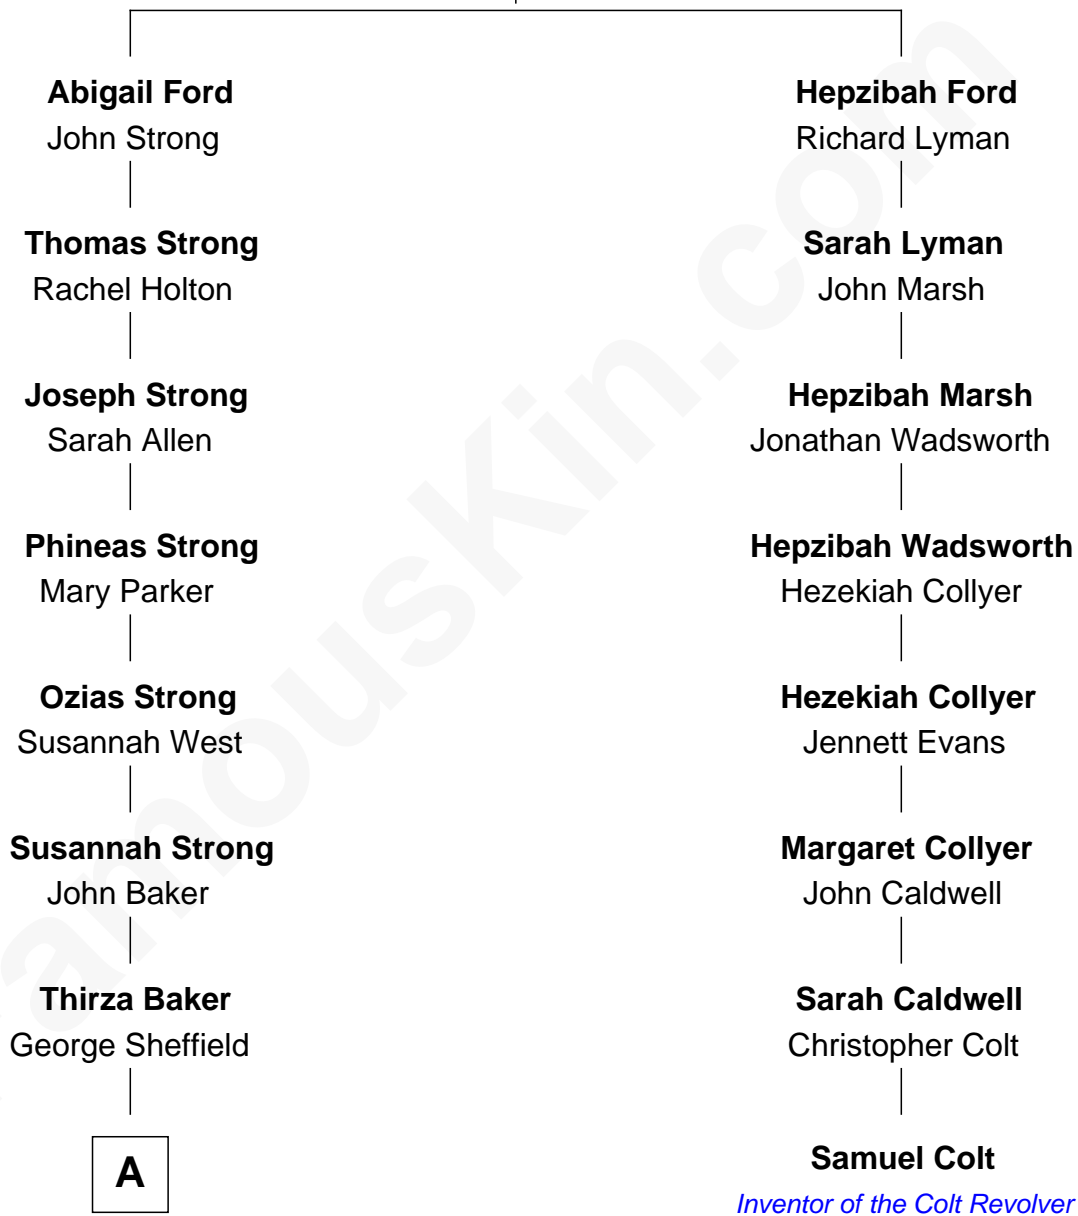 Abigail Ford
John Strong
Hepzibah Ford
Richard Lyman
Thomas Strong
Rachel Holton
Sarah Lyman
John Marsh
Joseph Strong
Sarah Allen
Hepzibah Marsh
Jonathan Wadsworth
Phineas Strong
Mary Parker
Hepzibah Wadsworth
Hezekiah Collyer
Ozias Strong
Susannah West
Hezekiah Collyer
Jennett Evans
Susannah Strong
John Baker
Margaret Collyer
John Caldwell
Thirza Baker
George Sheffield
Sarah Caldwell
Christopher Colt
A
Samuel Colt
Inventor of the Colt Revolver
amouskin.com